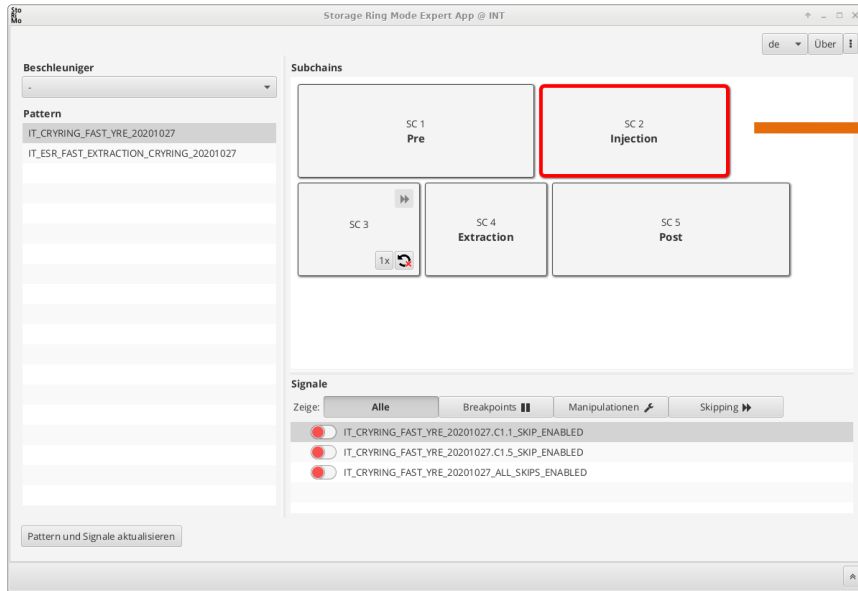 Sto
Ri
Mo
Storage Ring Mode Expert App @ INT
de
Über
Beschleuniger
-
Pattern
IT_CRYRING_FAST_YRE_20201027
IT_ESR_FAST_EXTRACTION_CRYRING_20201027
Subchains
SC 1
Pre
SC 2
Injection
SC 3
1x
SC 4
Extraction
SC 5
Post
Signale
Zeige: Alle Breakpoints Manipulationen Skipping
IT_CRYRING_FAST_YRE_20201027.C1.1_SKIP_ENABLED
IT_CRYRING_FAST_YRE_20201027.C1.5_SKIP_ENABLED
IT_CRYRING_FAST_YRE_20201027_ALL_SKIPS_ENABLED
Pattern und Signale aktualisieren